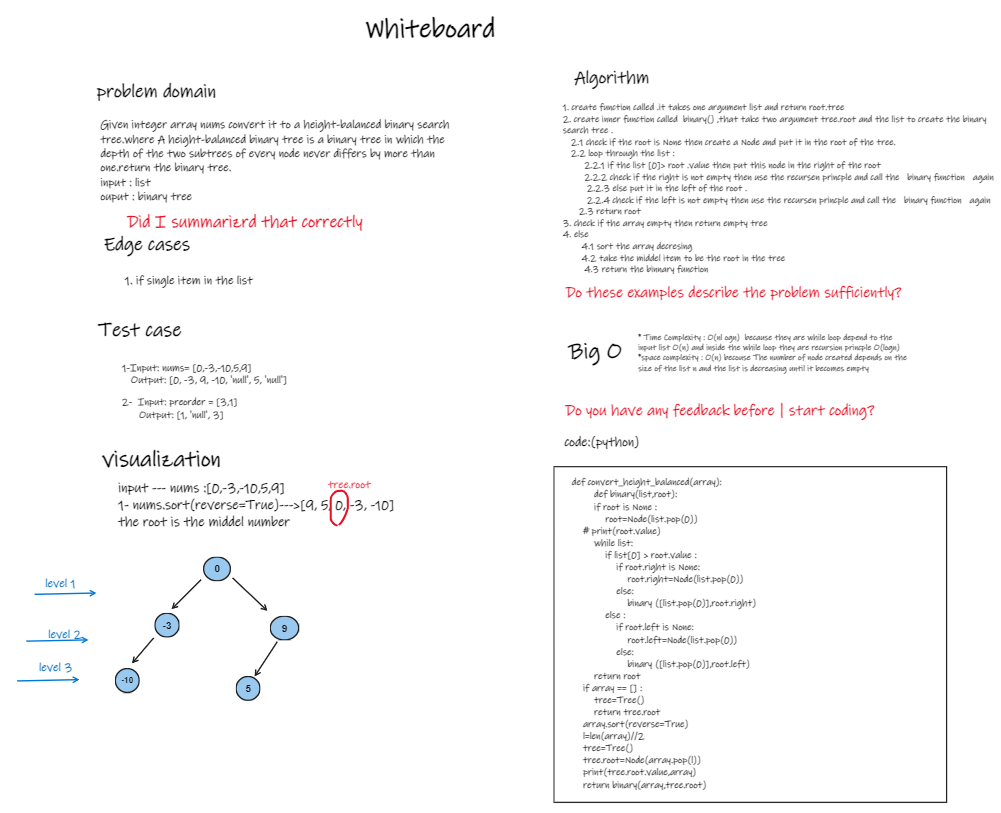 Whiteboard
problem domain
Given integer array nums convert it to a height-balanced binary search
tree.where A height-balanced binary tree is a binary tree in which the
depth of the two subtrees of every node never differs by more than
one.return the binary tree.
input : list
ouput : binary tree
Did I summarizrd that correctly
Edge cases
1. if single item in the list
Test case
1-Input: nums= [0,-3,-10,5,9]
Output: [0, -3, 9, -10, 'null', 5, 'null']
2- Input: preorder = [3,1]
Output: [1, 'null', 3]
visualization
input --- nums :[0,-3,-10,5,9]
tree.root
1- nums.sort(reverse=True)--->[9, 5, 0, -3, -10]
the root is the middel number
0
level 1
-3
9
level 2
level 3
-10
5
Algorithm
1. create function called .it takes one argument list and return root.tree
2. create inner function called binary() ,that take two argument tree.root and the list to create the binary
search tree .
2.1 check if the root is None then create a Node and put it in the root of the tree.
2.2 loop through the list :
2.2.1 if the list [0]> root .value then put this node in the right of the root
2.2.2 check if the right is not empty then use the recursen princple and call the binary function again
2.2.3 else put it in the left of the root .
2.2.4 check if the left is not empty then use the recursen princple and call the binary function again
2.3 return root
3. check if the array empty then return empty tree
4. else
4.1 sort the array decresing
4.2 take the middel item to be the root in the tree
4.3 return the binnary function
Do these examples describe the problem sufficiently?
Big O
* Time Complexity : O(nl ogn) because they are while loop depend to the
input list O(n) and inside the while loop they are recursion princple O(logn)
*space complexity : O(n) becouse The number of node created depends on the
size of the list n and the list is decreasing until it becomes empty
Do you have any feedback before I start coding?
code:(python)
def convert_height_balanced(array):
def binary(list,root):
if root is None :
root=Node(list.pop(0))
# print(root.value)
while list:
if list[0] > root.value :
if root.right is None:
root.right=Node(list.pop(0))
else:
binary ([list.pop(0)],root.right)
else :
if root.left is None:
root.left=Node(list.pop(0))
else:
binary ([list.pop(0)],root.left)
return root
if array == [] :
tree=Tree()
return tree.root
array.sort(reverse=True)
l=len(array)//2
tree=Tree()
tree.root=Node(array.pop(l))
print(tree.root.value,array)
return binary(array,tree.root)